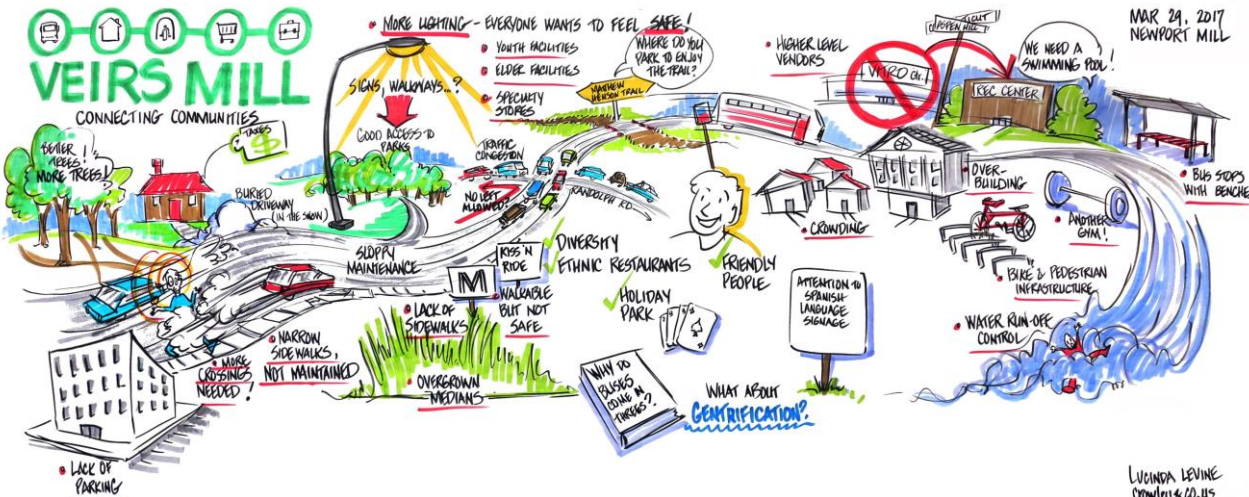 VEIRS MILL
CONNECTING COMMUNITIES
BETTER
TREES!
MORE TREES!
TAXES
$
BURIED
DRIVEWAY
(IN THE SNOW)
MORE LIGHTING - EVERYONE WANTS TO FEEL SAFE!
YOUTH FACILITIES
ELDER FACILITIES
SPECIALTY
STORES
SIGNS, WALKWAYS...?
GOOD ACCESS TO
PARKS
TRAFFIC
CONGESTION
NO LEFT
ALLOWED?
RANDOLPH RD.
MATTHEW
HENSON TRAIL
WHERE DO YOU
PARK TO ENJOY
THE TRAIL?
HIGHER LEVEL
VENDORS
ASPEN HILL
REC CENTER
WE NEED A
SWIMMING POOL!
MAR 29, 2017
NEWPORT MILL
BUS STOPS
WITH BENCHE
SLOPPY
MAINTENANCE
M
KISS 'N
RIDE
LACK OF
SIDEWALKS
WALKABLE
BUT NOT
SAFE
OVERGROWN
MEDIANS
NARROW
SIDEWALKS,
NOT MAINTAINED
MORE
CROSSINGS
NEEDED!
LACK OF
PARKING
DIVERSITY
ETHNIC RESTAURANTS
HOLIDAY
PARK
FRIENDLY
PEOPLE
CROWDING
OVER-
BUILDING
ANOTHER
GYM!
BIKE & PEDESTRIAN
INFRASTRUCTURE
WATER RUN-OFF
CONTROL
ATTENTION TO
SPANISH
LANGUAGE
SIGNAGE
WHY DO
BUSES
COME IN
THREES?
WHAT ABOUT
GENTRIFICATION?
LUCINDA LEVINE